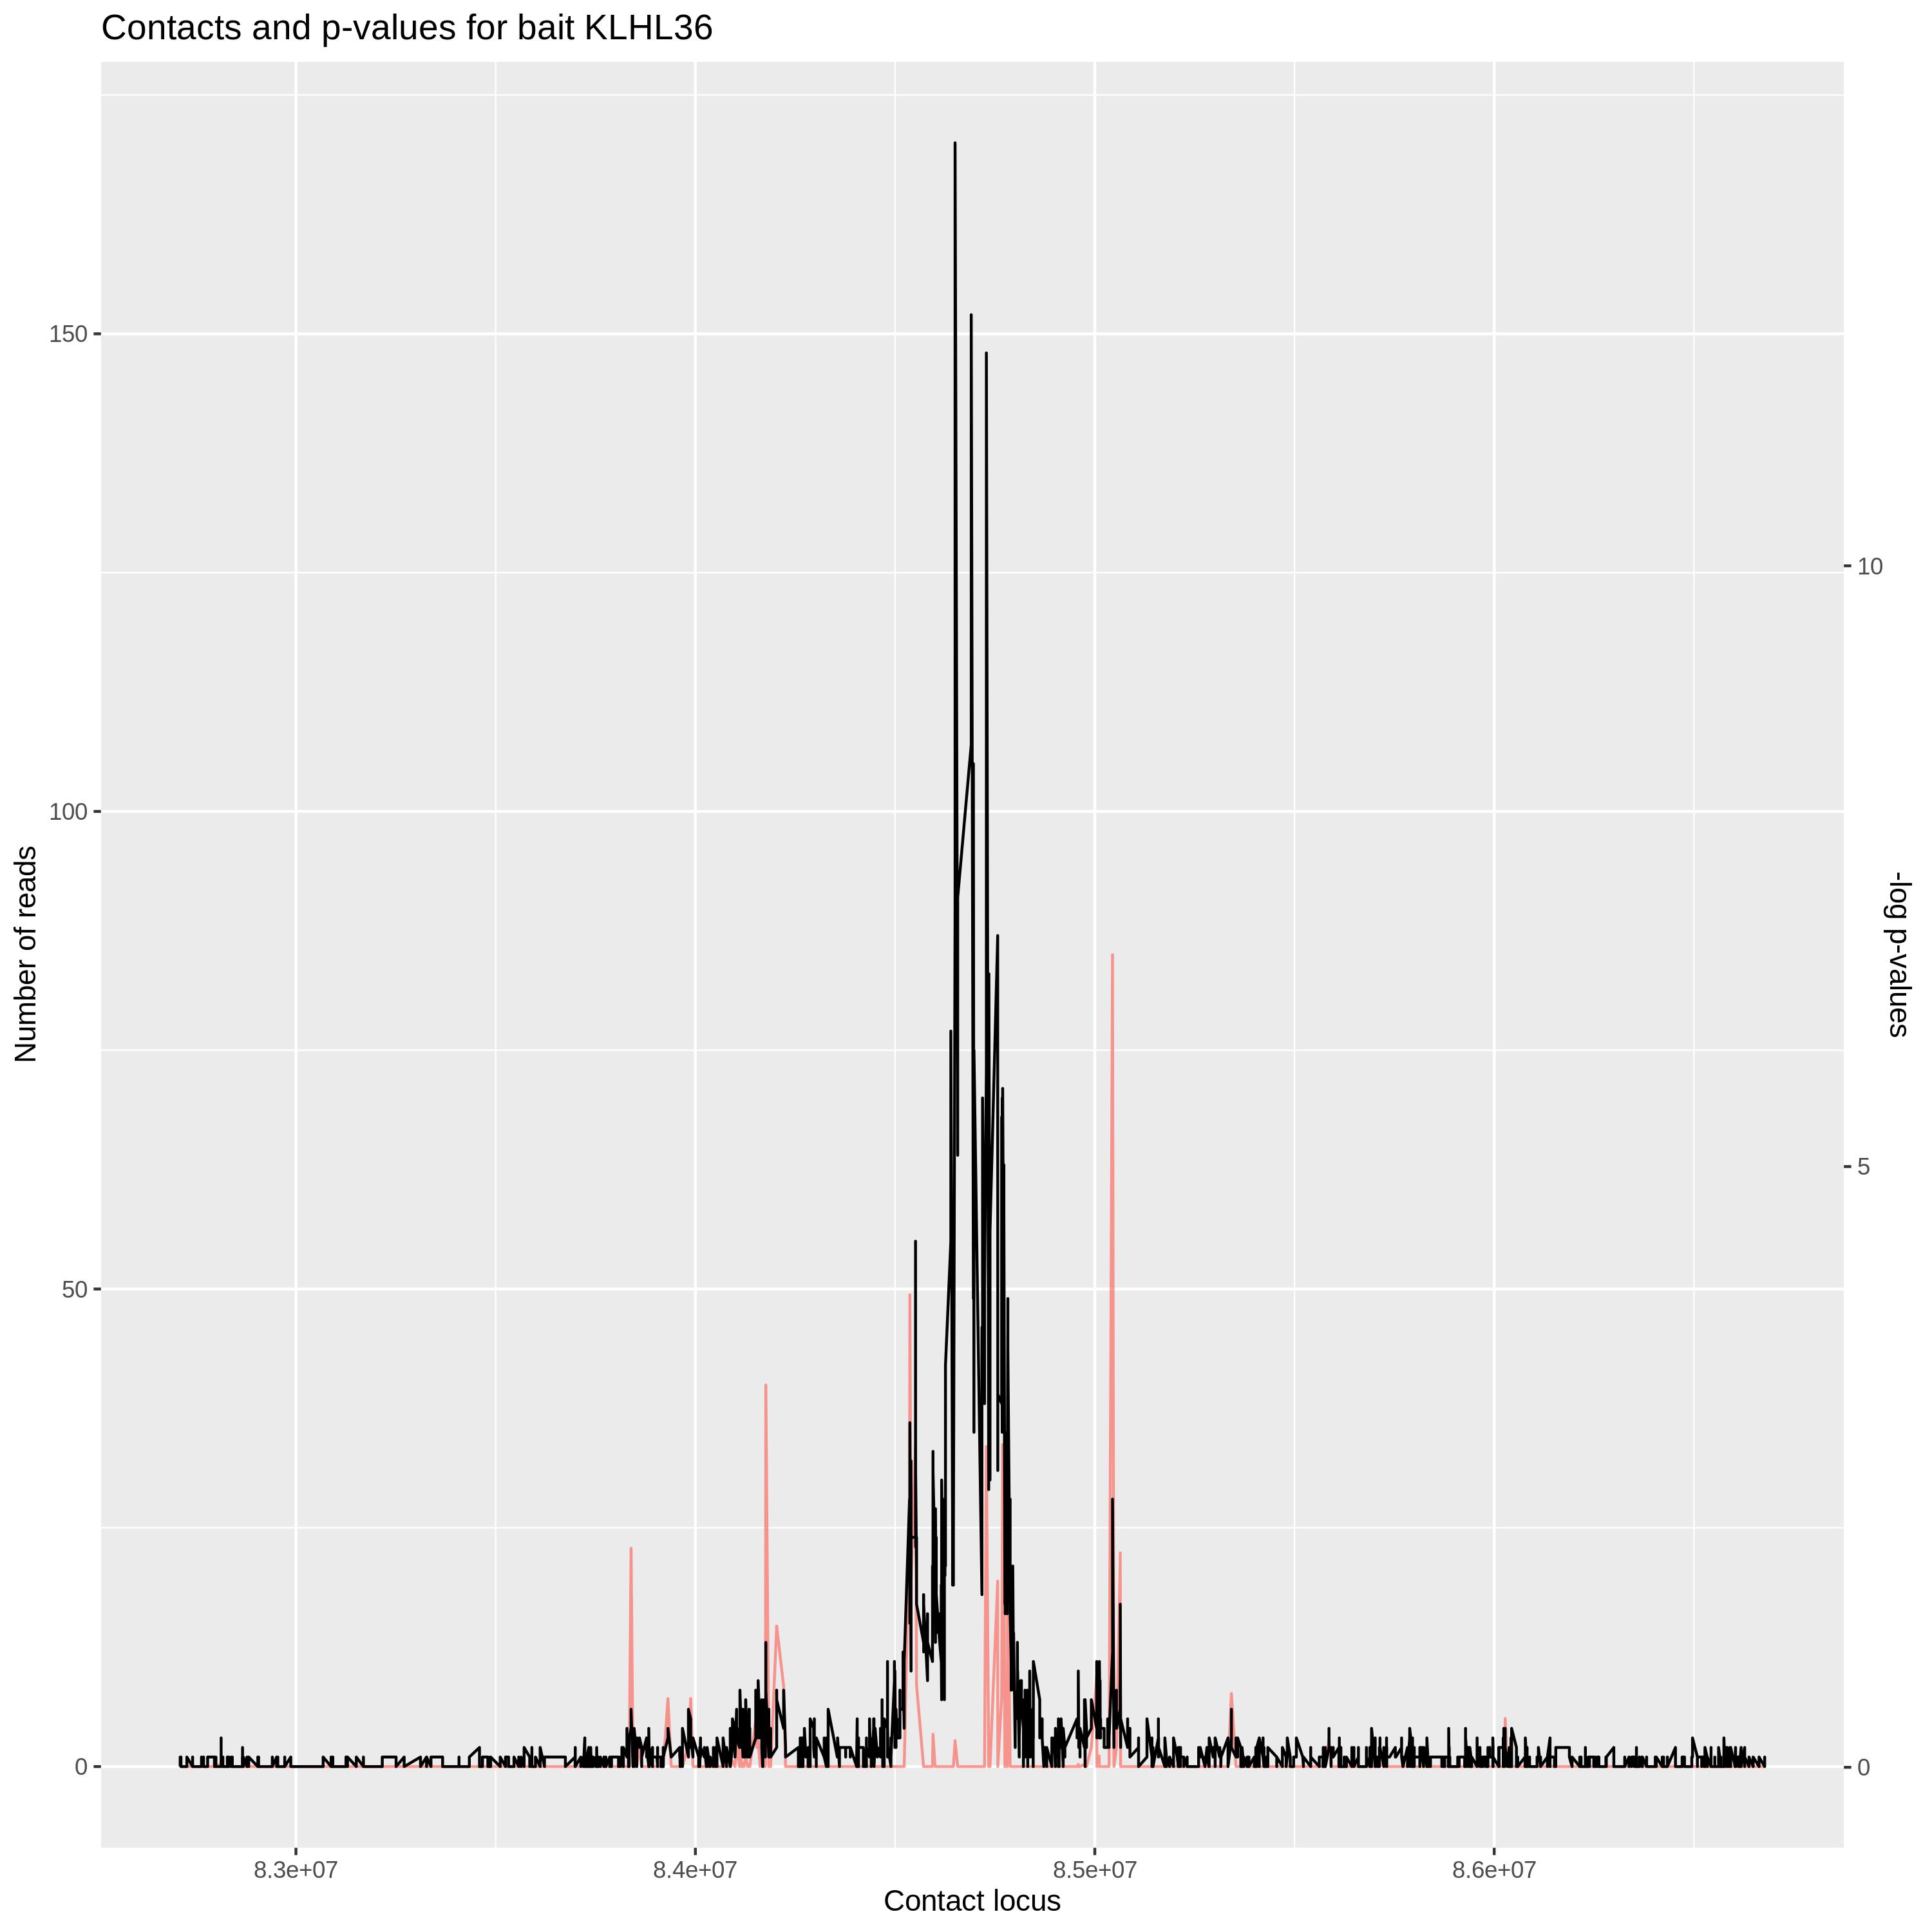 Contacts and p-values for bait KLHL36
150
100
50
0
Number of reads
10
5
0
-log p-values
8.3e+07
8.4e+07
8.5e+07
8.6e+07
Contact locus